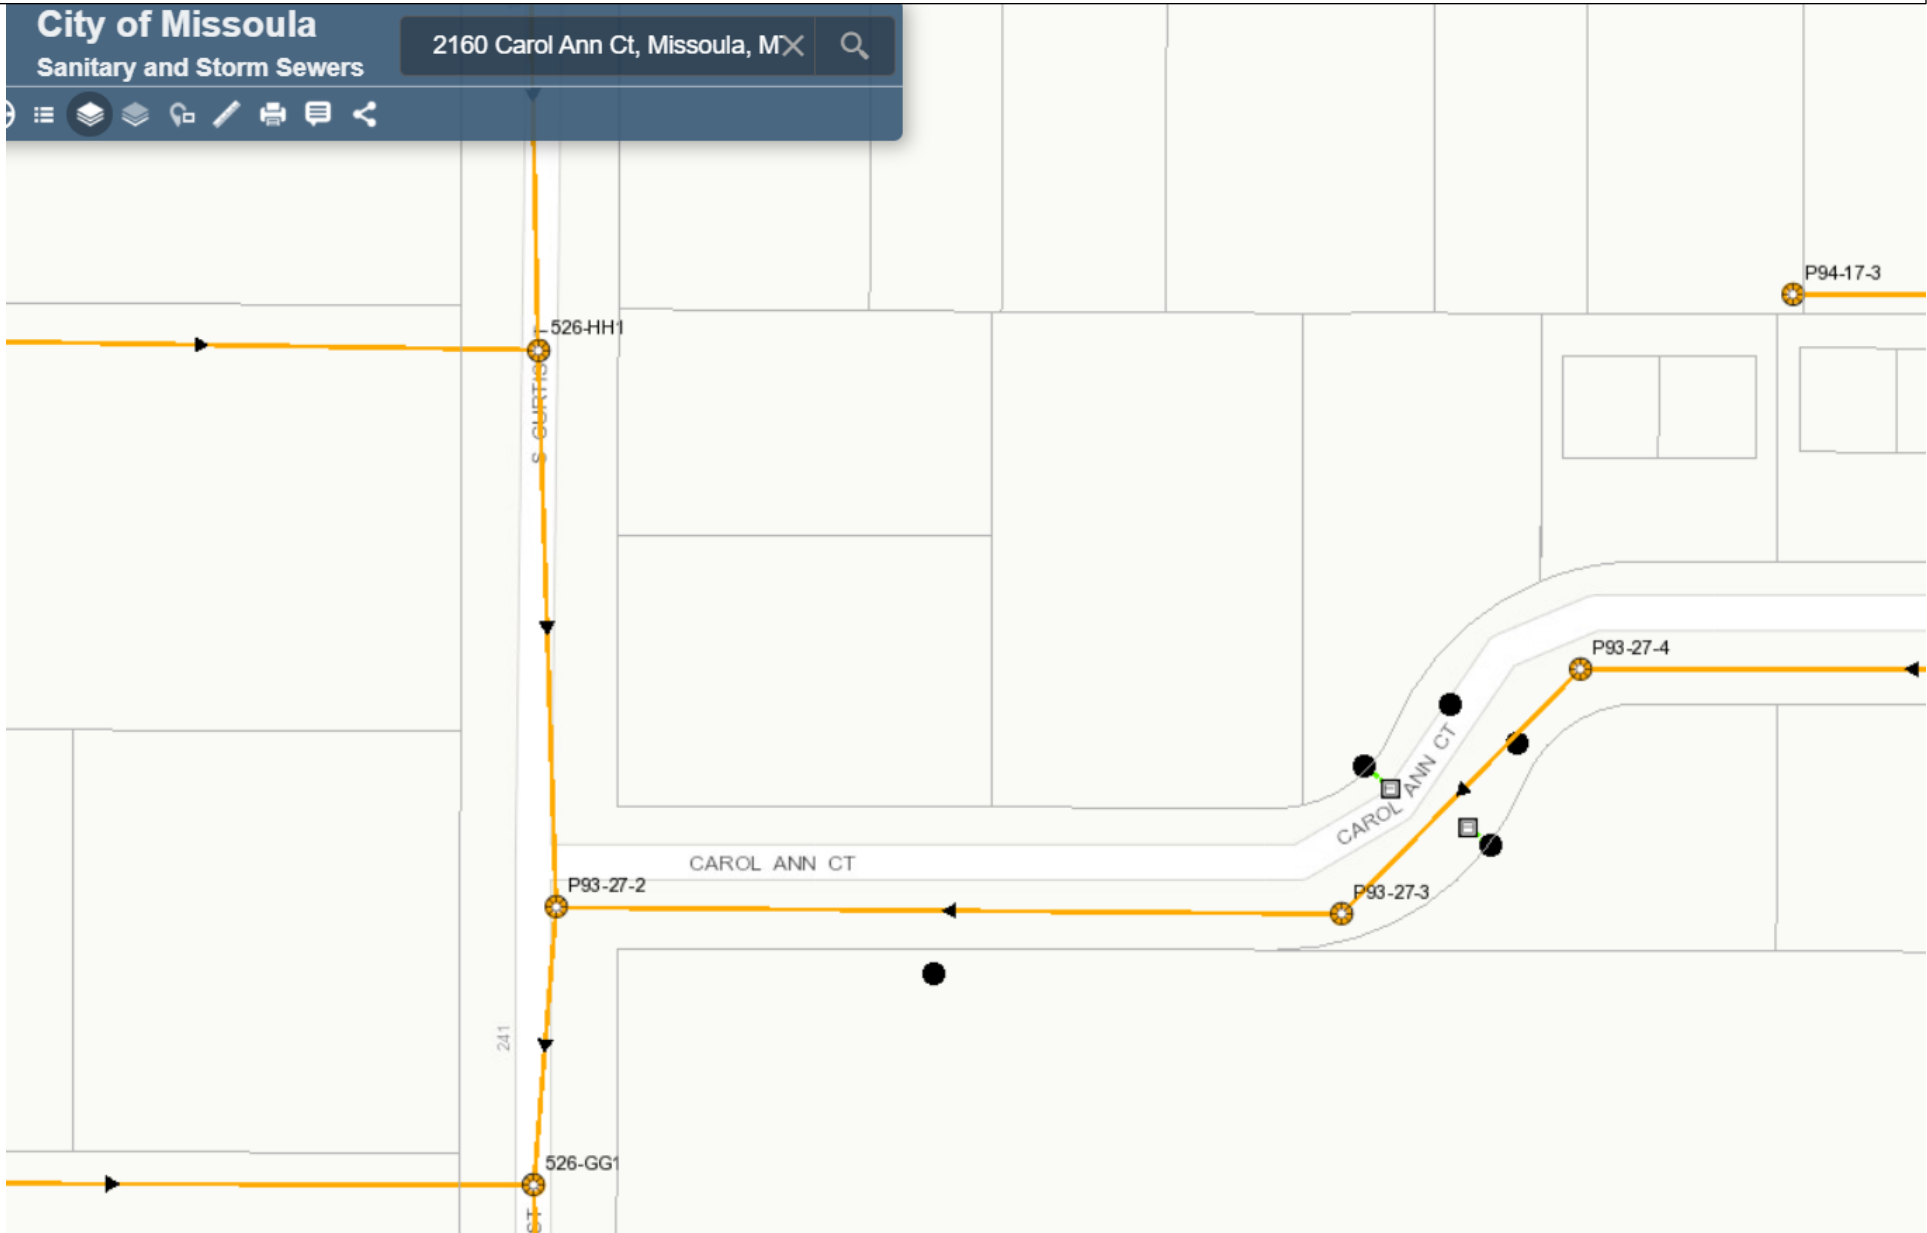 City of Missoula
Sanitary and Storm Sewers
2160 Carol Ann Ct, Missoula, M
P94-17-3
526-HH1
S CURTIS
P93-27-4
CAROL ANN CT
CAROL ANN CT
P93-27-2
P93-27-3
241
526-GG1
ST